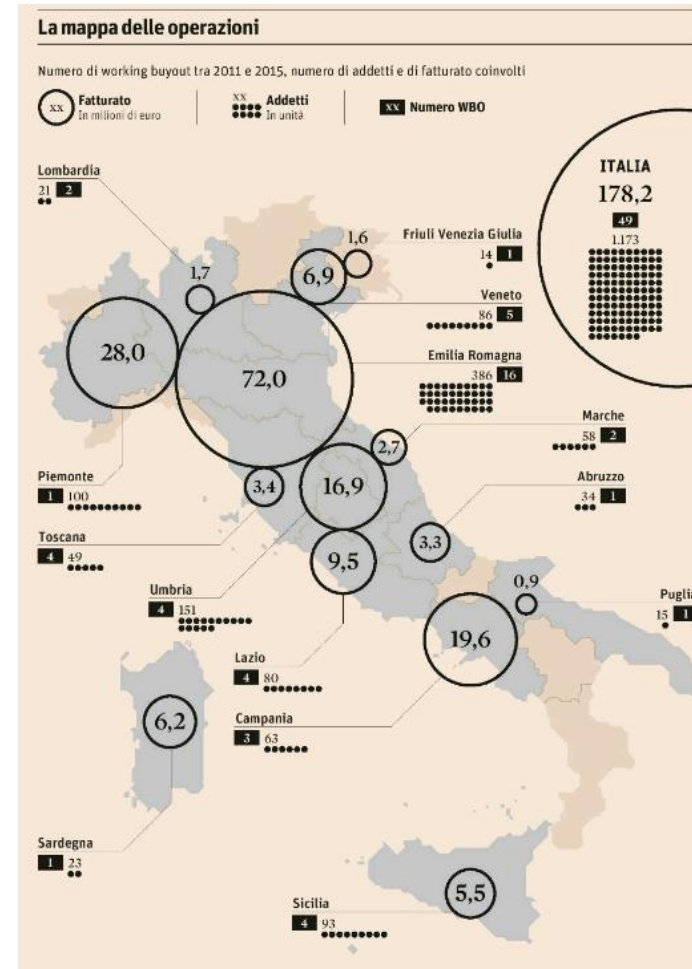 La mappa delle operazioni
Numero di working buyout tra 2011 e 2015, numero di addetti e di fatturato coinvolti
xx Fatturato
In milioni di euro
xx Addetti
In unità
xx Numero WBO
ITALIA
178,2
49
1.173
Lombardia
21 2
1,7
Friuli Venezia Giulia
14 1
1,6
6,9
Veneto
86 5
28,0
72,0
Emilia Romagna
386 16
Marche
58 2
2,7
Piemonte
1 100
3,4
16,9
Abruzzo
34 1
Toscana
4 49
9,5
3,3
Umbria
4 151
0,9
Puglia
15 1
19,6
Lazio
4 80
6,2
Campania
3 63
Sardegna
1 23
5,5
Sicilia
4 93